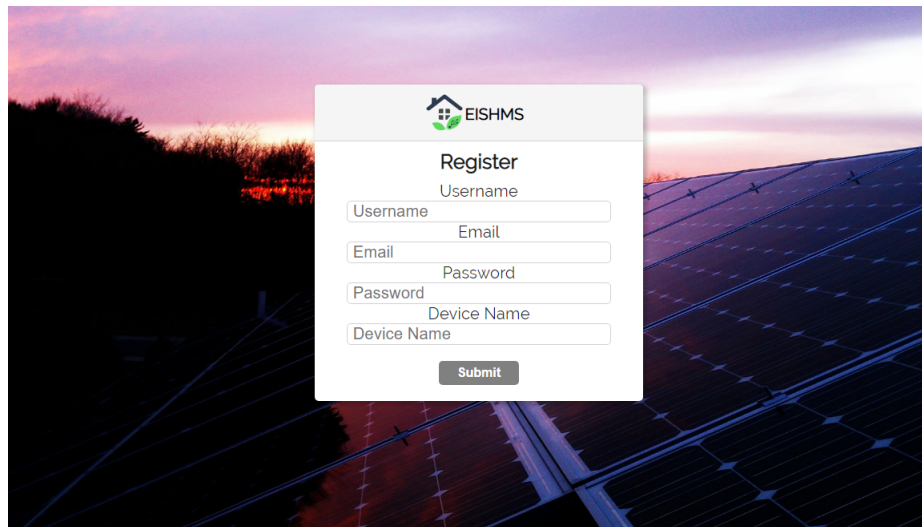 EISHMS
Register
Username
Username
Email
Email
Password
Password
Device Name
Device Name
Submit